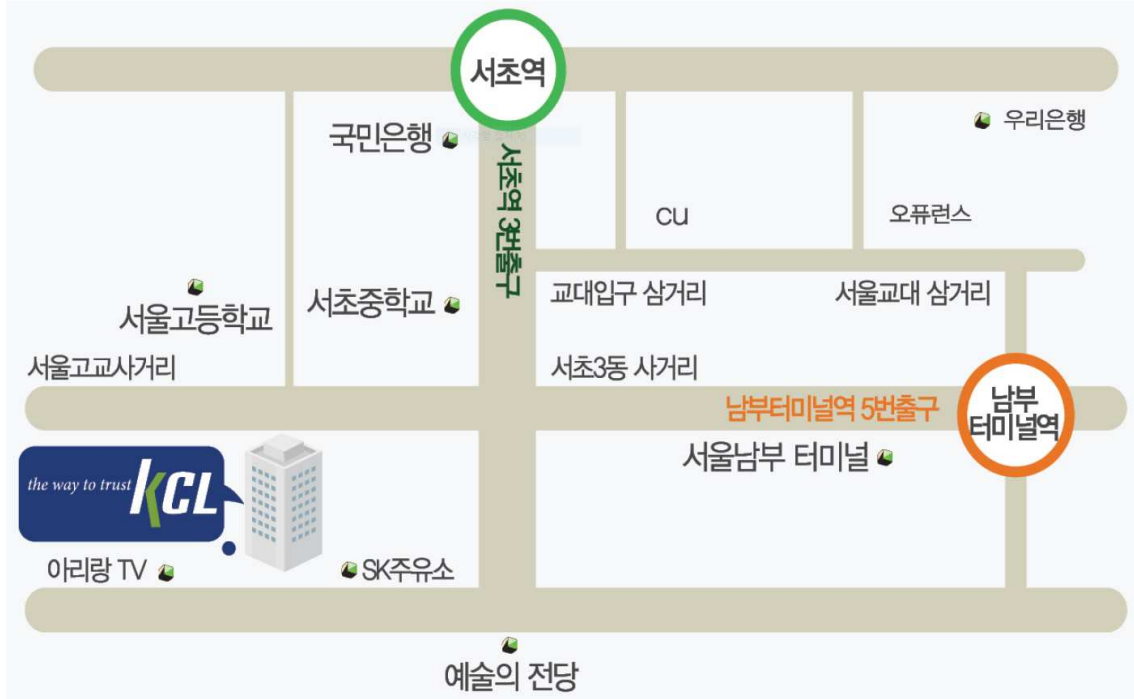 서초역
국민은행
우리은행
서초역 3번출구
CU
오퓨런스
서울고등학교
서초중학교
교대입구 삼거리
서울교대 삼거리
서울고교사거리
서초3동 사거리
남부터미널역 5번출구
남부
터미널역
서울남부 터미널
the way to trust KCL
아리랑 TV
SK주유소
예술의 전당